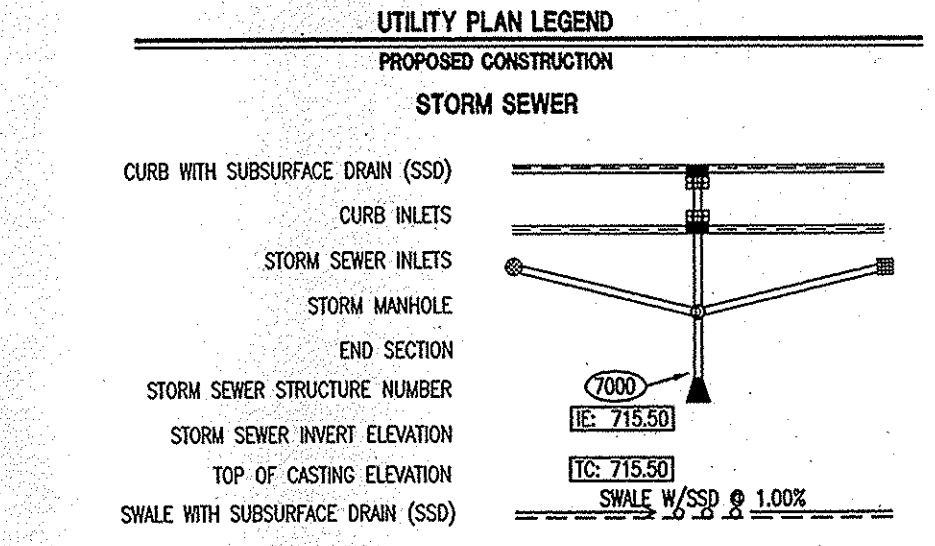 UTILITY PLAN LEGEND
PROPOSED CONSTRUCTION
STORM SEWER
CURB WITH SUBSURFACE DRAIN (SSD)
CURB INLETS
STORM SEWER INLETS
STORM MANHOLE
END SECTION
STORM SEWER STRUCTURE NUMBER
7000
STORM SEWER INVERT ELEVATION
IE: 715.50
TOP OF CASTING ELEVATION
TC: 715.50
SWALE WITH SUBSURFACE DRAIN (SSD)
SWALE W/SSD @ 1.00%